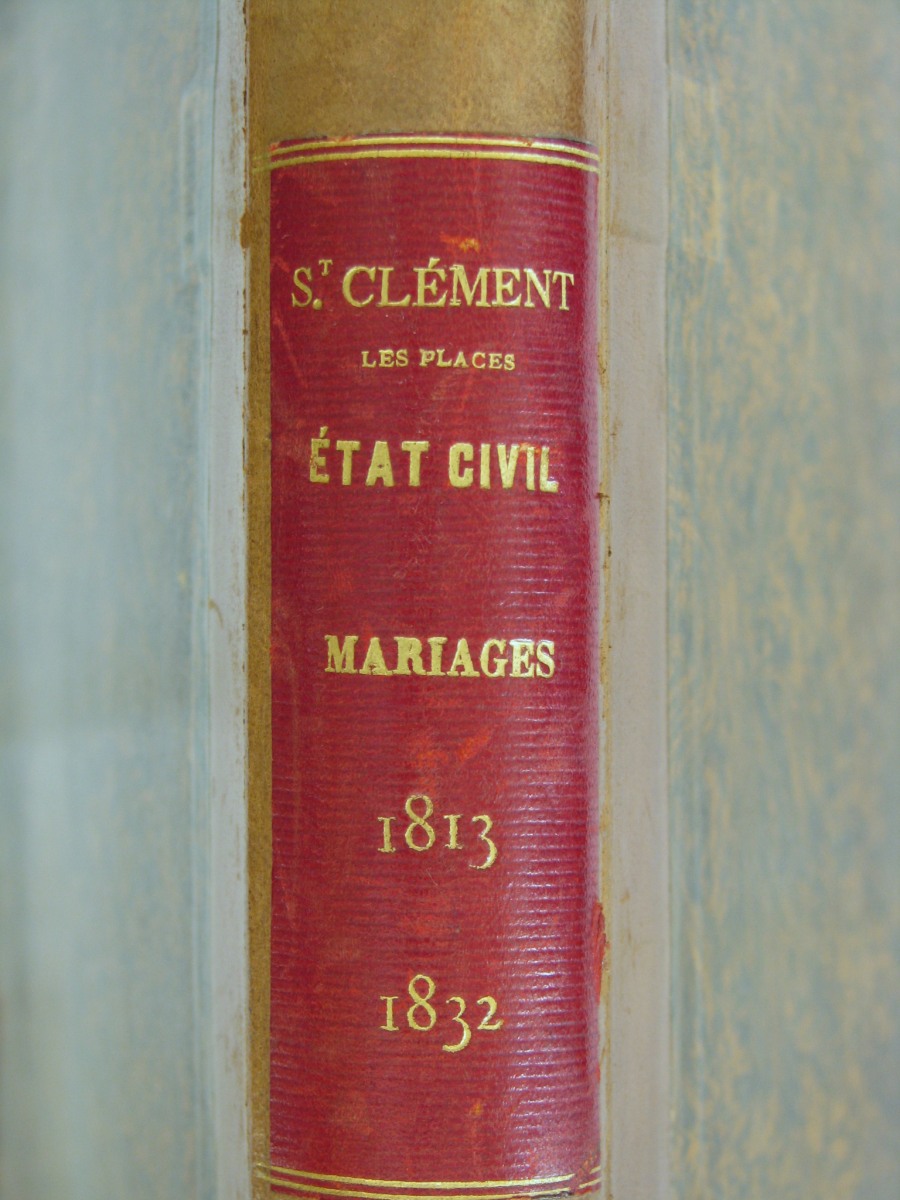 S.T CLÉMENT
LES PLACES
ÉTAT CIVIL
MARIAGES
1813
1832